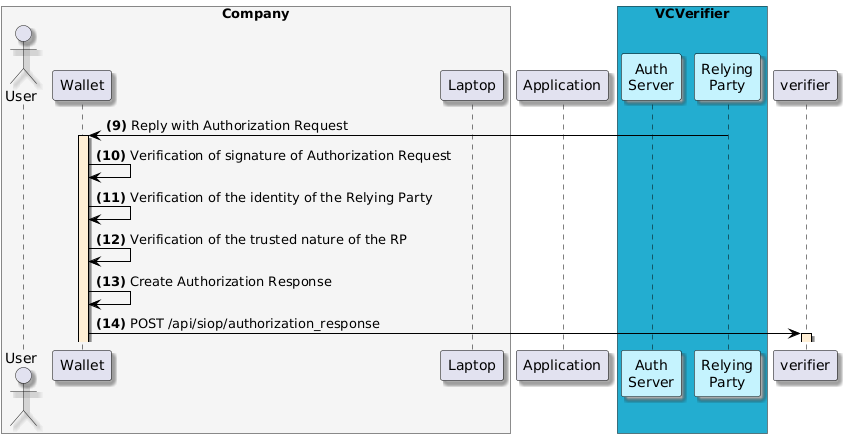 Company
VCVerifier
User
Wallet
Laptop
Application
Auth
Server
Relying
Party
verifier
(9) Reply with Authorization Request
(10) Verification of signature of Authorization Request
(11) Verification of the identity of the Relying Party
(12) Verification of the trusted nature of the RP
(13) Create Authorization Response
(14) POST /api/siop/authorization_response
User
Wallet
Laptop
Application
Auth
Server
Relying
Party
verifier